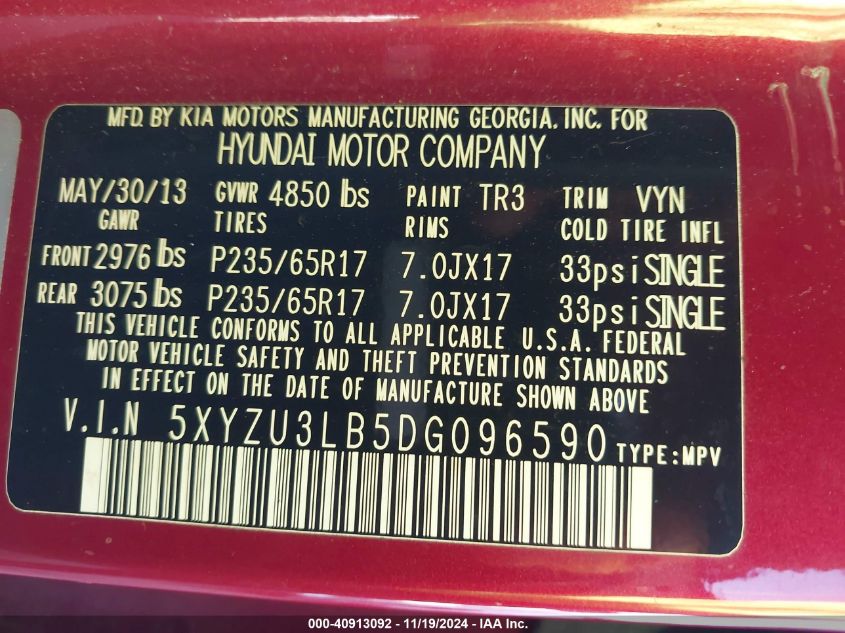 MFD. BY KIA MOTORS MANUFACTURING GEORGIA. INC. FOR
HYUNDAI MOTOR COMPANY
MAY/30/13 GVWR 4850 lbs PAINT TR3 TRIM VYN
GAWR TIRES RIMS COLD TIRE INFL
FRONT 2976 lbs P235/65R17 7.0JX17 33psi SINGLE
REAR 3075 lbs P235/65R17 7.0JX17 33psi SINGLE
THIS VEHICLE CONFORMS TO ALL APPLICABLE U.S.A. FEDERAL
MOTOR VEHICLE SAFETY AND THEFT PREVENTION STANDARDS
IN EFFECT ON THE DATE OF MANUFACTURE SHOWN ABOVE
V.I.N 5XYZU3LB5DG096590 TYPE:MPV
000-40913092 - 11/19/2024 - IAA Inc.